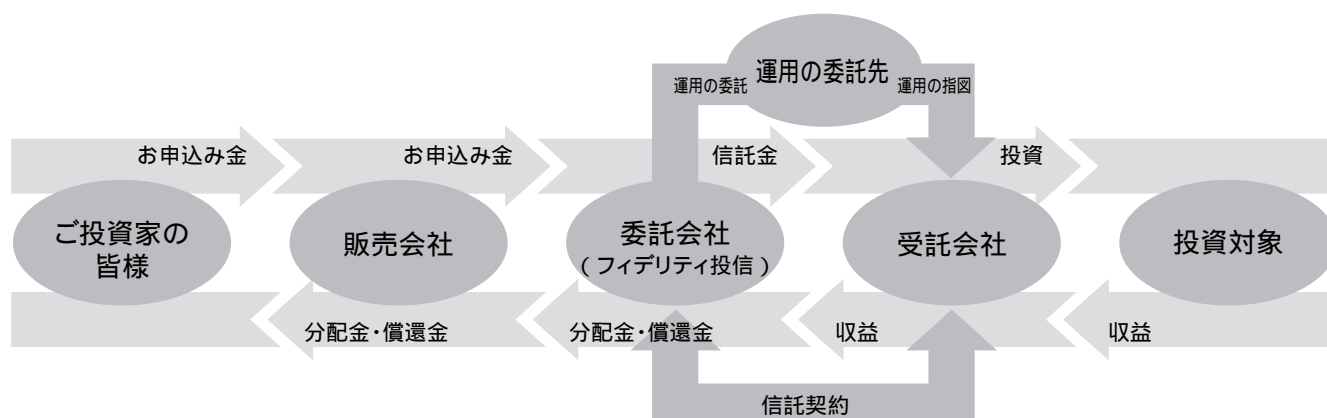 運用の委託先
運用の委託
運用の指図
お申込み金
お申込み金
信託金
投資
ご投資家の
皆様
販売会社
委託会社
(フィデリティ投信)
受託会社
投資対象
分配金・償還金
分配金・償還金
収益
収益
信託契約